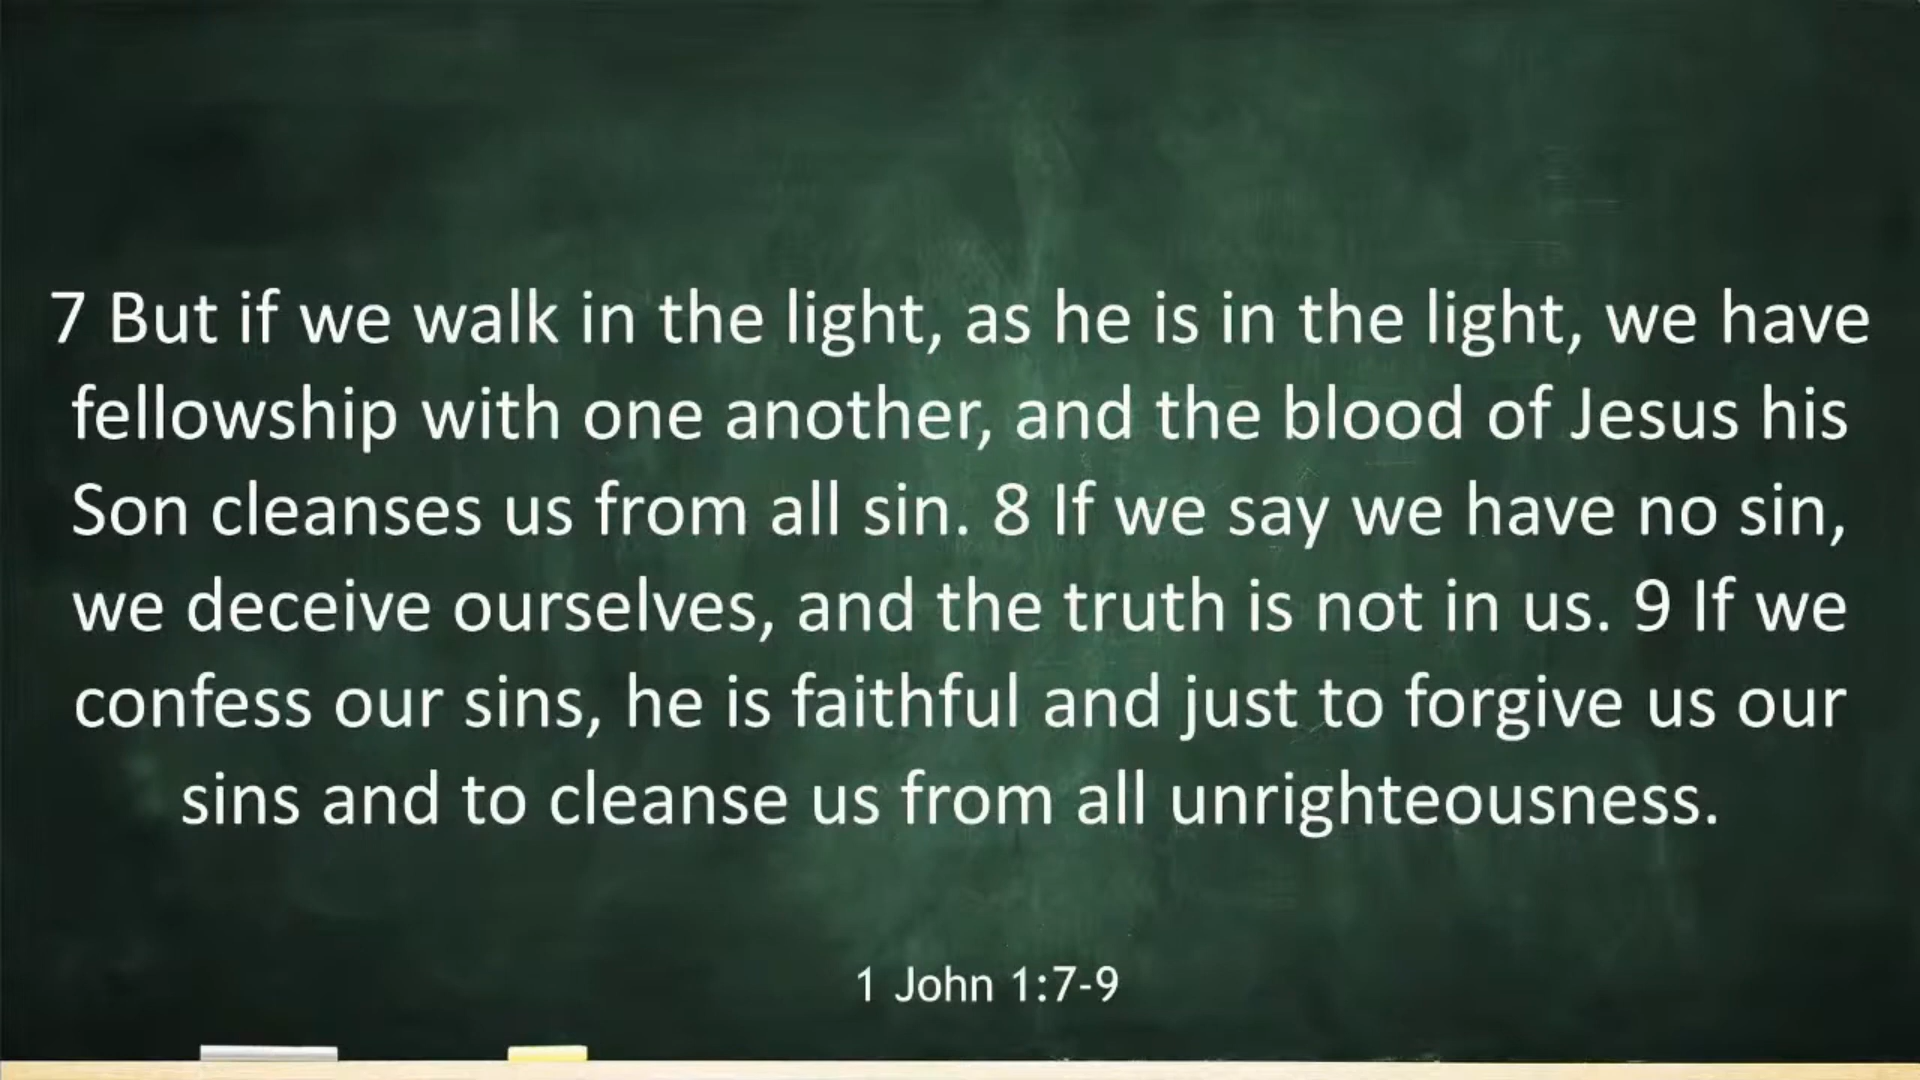 7 But if we walk in the light, as he is in the light, we have
fellowship with one another, and the blood of Jesus his
Son cleanses us from all sin. 8 If we say we have no sin,
we deceive ourselves, and the truth is not in us. 9 If we
confess our sins, he is faithful and just to forgive us our
sins and to cleanse us from all unrighteousness.
1 John 1:7-9